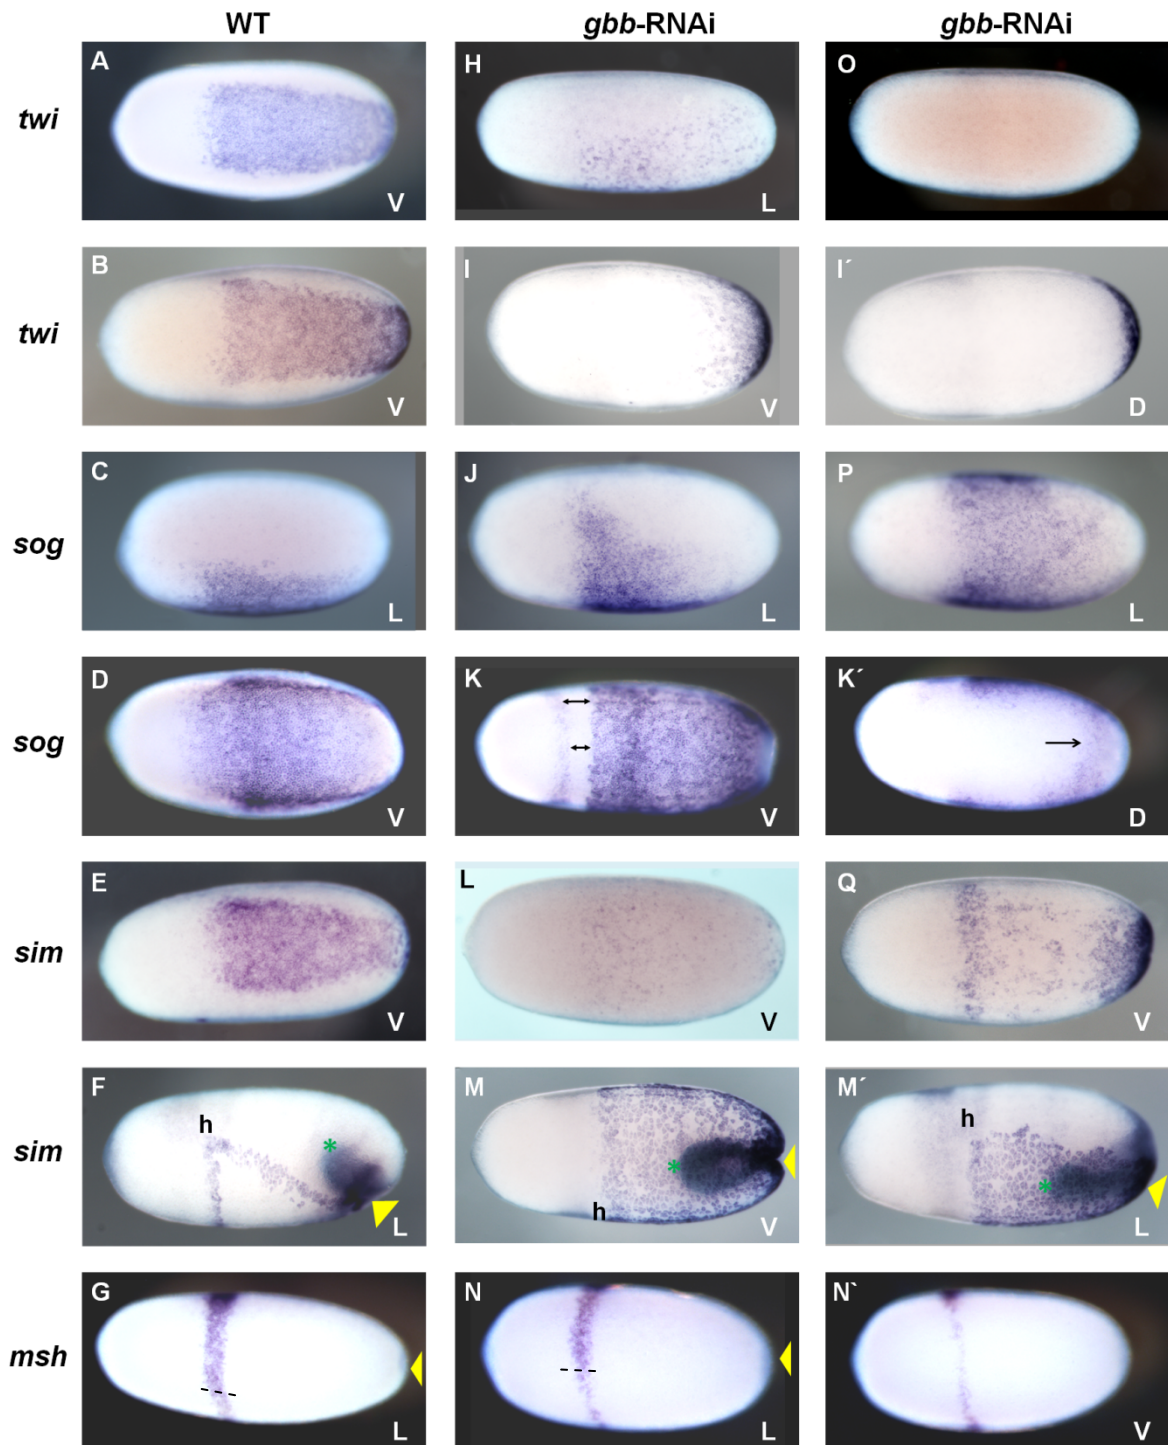 WT gbb-RNAi gbb-RNAi
twi A V H L O
twi B V I V I´ D
sog C L J L P L
sog D V K V K´ D
sim E V L V Q V
sim F h * L M * h V M´ h * L
msh G L N L N` V